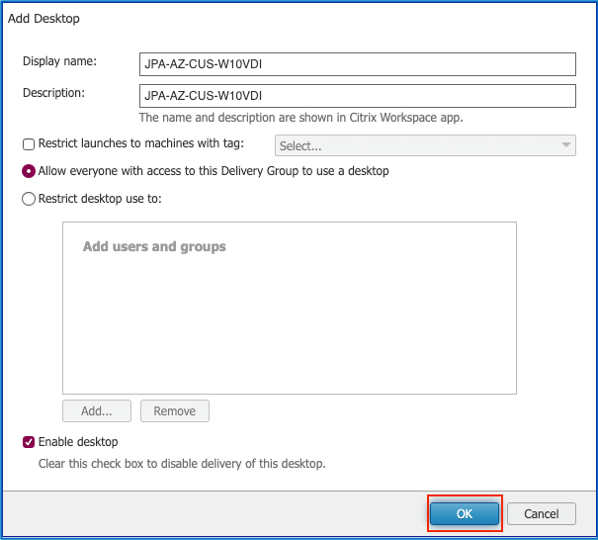 Add Desktop
Display name: JPA-AZ-CUS-W10VDI
Description: JPA-AZ-CUS-W10VDI
The name and description are shown in Citrix Workspace app.
Restrict launches to machines with tag: Select...
Allow everyone with access to this Delivery Group to use a desktop
Restrict desktop use to:
Add users and groups
Add... Remove
Enable desktop
Clear this check box to disable delivery of this desktop.
OK Cancel